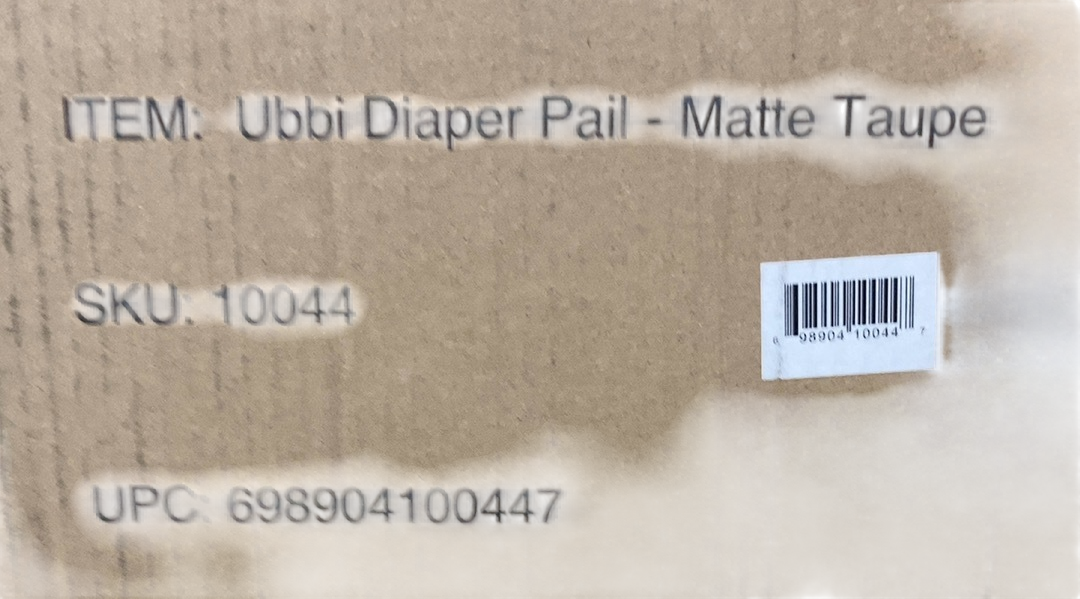 ITEM: Ubbi Diaper Pail - Matte Taupe
SKU: 10044
6 98904 10044 7
UPC: 698904100447